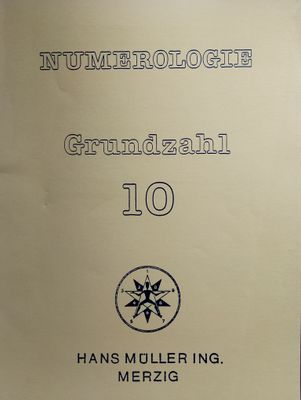 NUMEROLOGIE
Grundzahl
10
HANS MÜLLER ING.
MERZIG